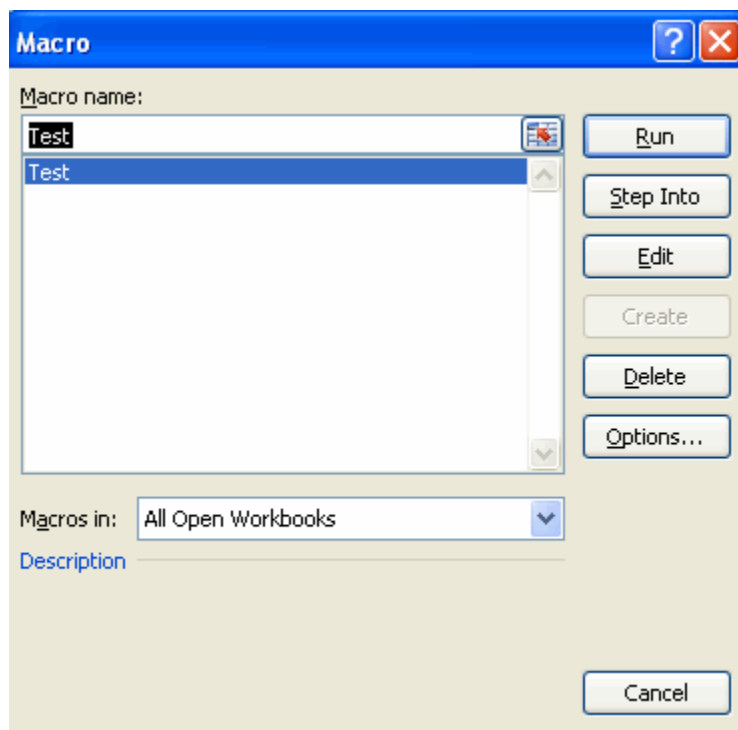 Macro
Macro name:
Test
Test
Run
Step Into
Edit
Create
Delete
Options...
Macros in: All Open Workbooks
Description
Cancel